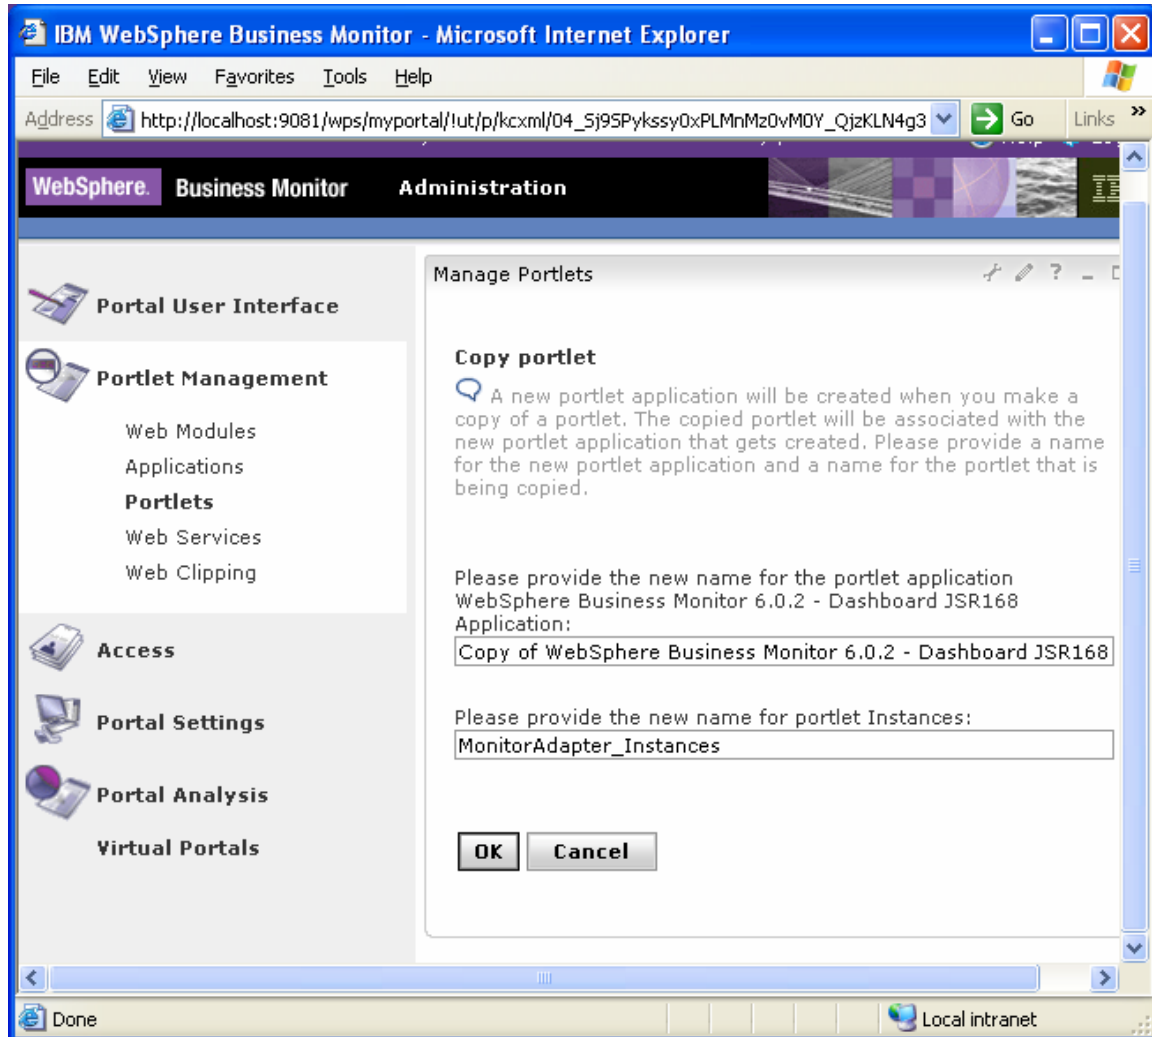 IBM WebSphere Business Monitor - Microsoft Internet Explorer
File Edit View Favorites Tools Help
Address http://localhost:9081/wps/myportal/!ut/p/kcxml/04_Sj9SPykssy0xPLMnMz0vM0Y_QjzKLN4g3 Go Links »
WebSphere. Business Monitor Administration
Manage Portlets
Portal User Interface
Portlet Management
Web Modules
Applications
Portlets
Web Services
Web Clipping
Access
Portal Settings
Portal Analysis
Virtual Portals
Copy portlet
A new portlet application will be created when you make a
copy of a portlet. The copied portlet will be associated with the
new portlet application that gets created. Please provide a name
for the new portlet application and a name for the portlet that is
being copied.
Please provide the new name for the portlet application
WebSphere Business Monitor 6.0.2 - Dashboard JSR168
Application:
Copy of WebSphere Business Monitor 6.0.2 - Dashboard JSR168
Please provide the new name for portlet Instances:
MonitorAdapter_Instances
OK Cancel
Done Local intranet